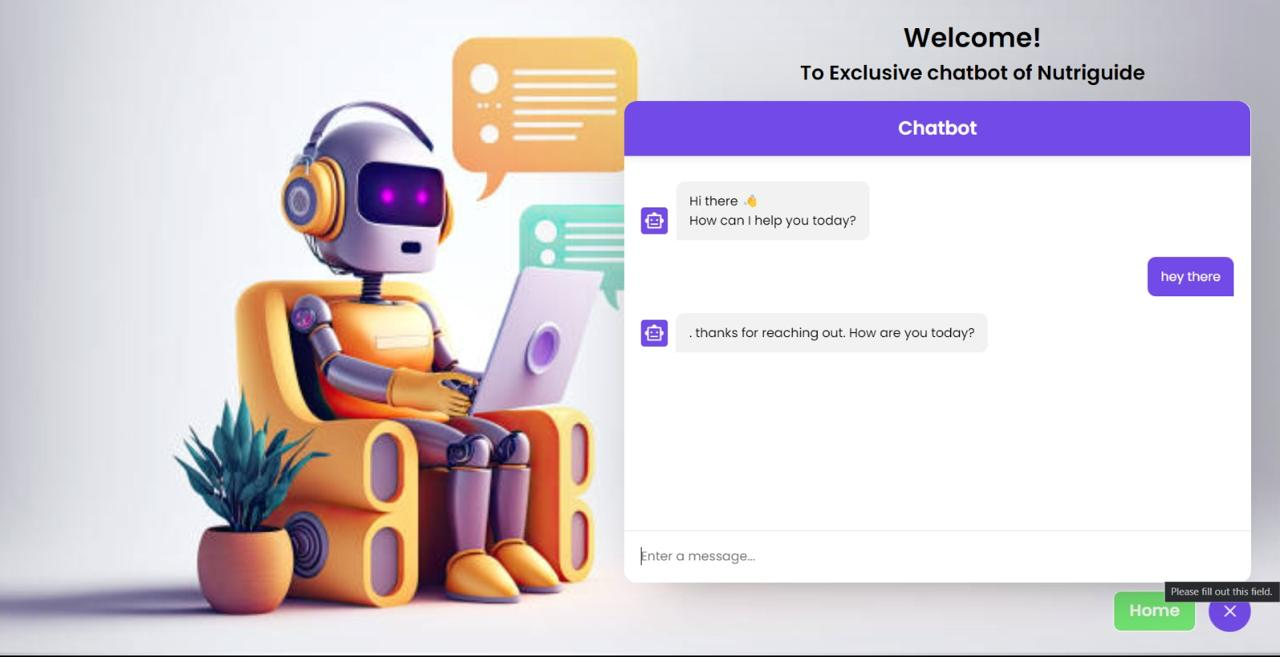 Welcome!
To Exclusive chatbot of Nutriguide
Chatbot
Hi there 👋
How can I help you today?
hey there
. thanks for reaching out. How are you today?
Enter a message...
Please fill out this field.
Home